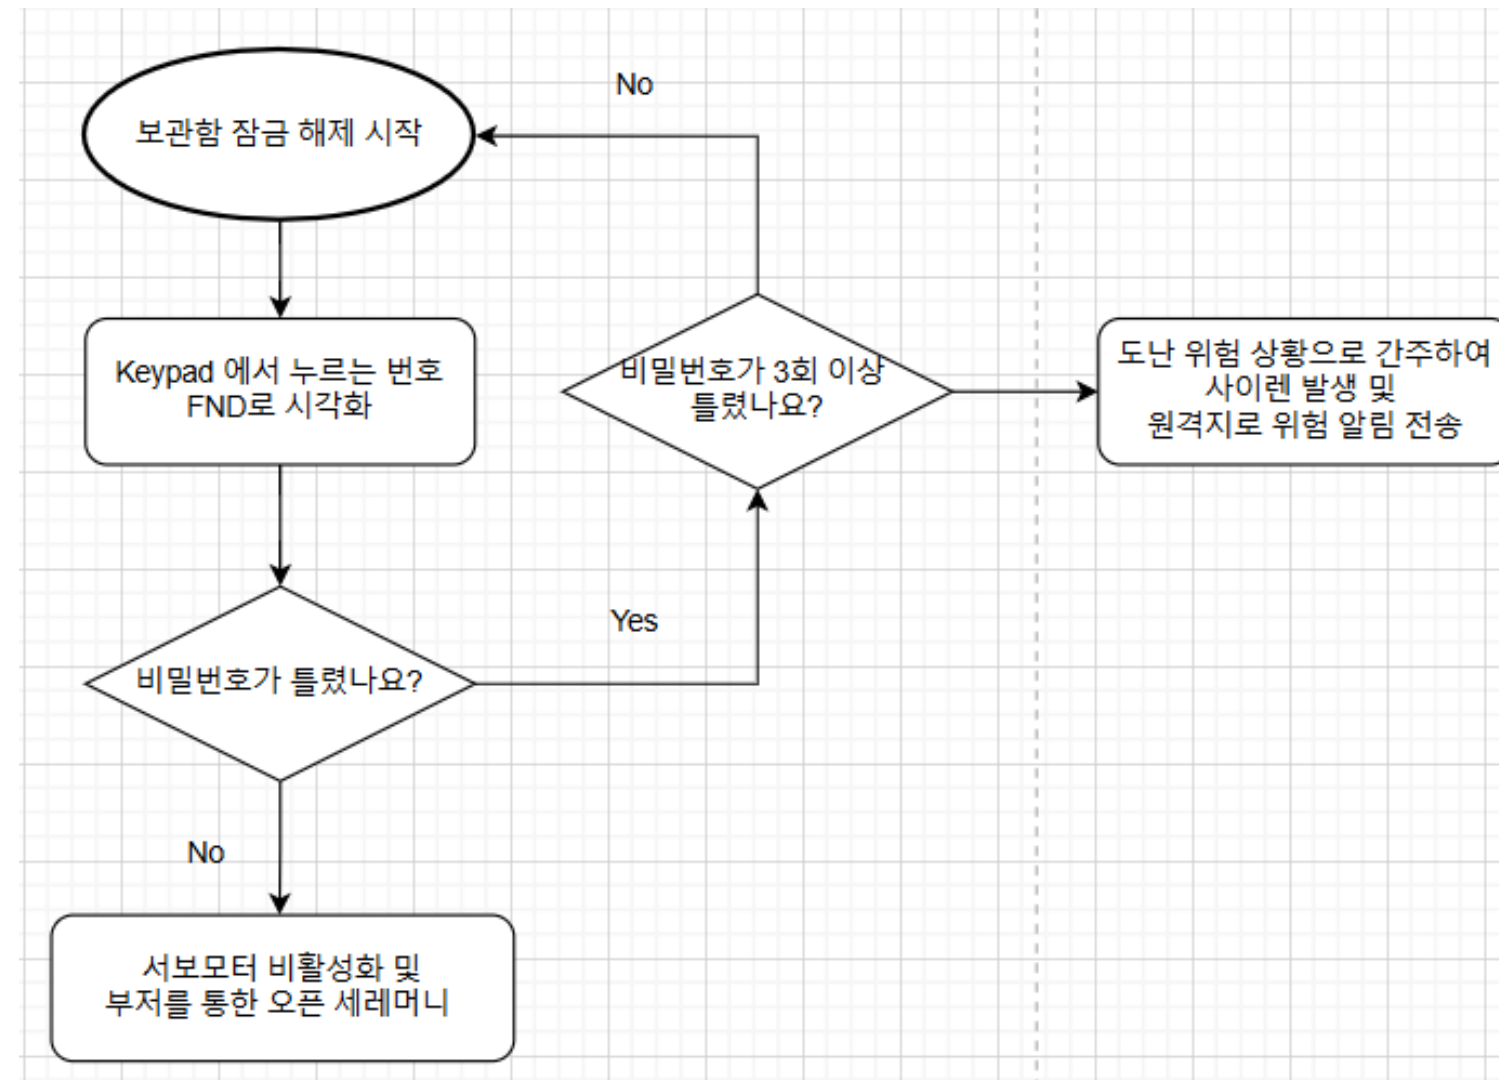 보관함 잠금 해제 시작
No
Keypad 에서 누르는 번호
FND로 시각화
비밀번호가 3회 이상
틀렸나요?
도난 위험 상황으로 간주하여
사이렌 발생 및
원격지로 위험 알림 전송
비밀번호가 틀렸나요?
Yes
No
서보모터 비활성화 및
부저를 통한 오픈 세레머니